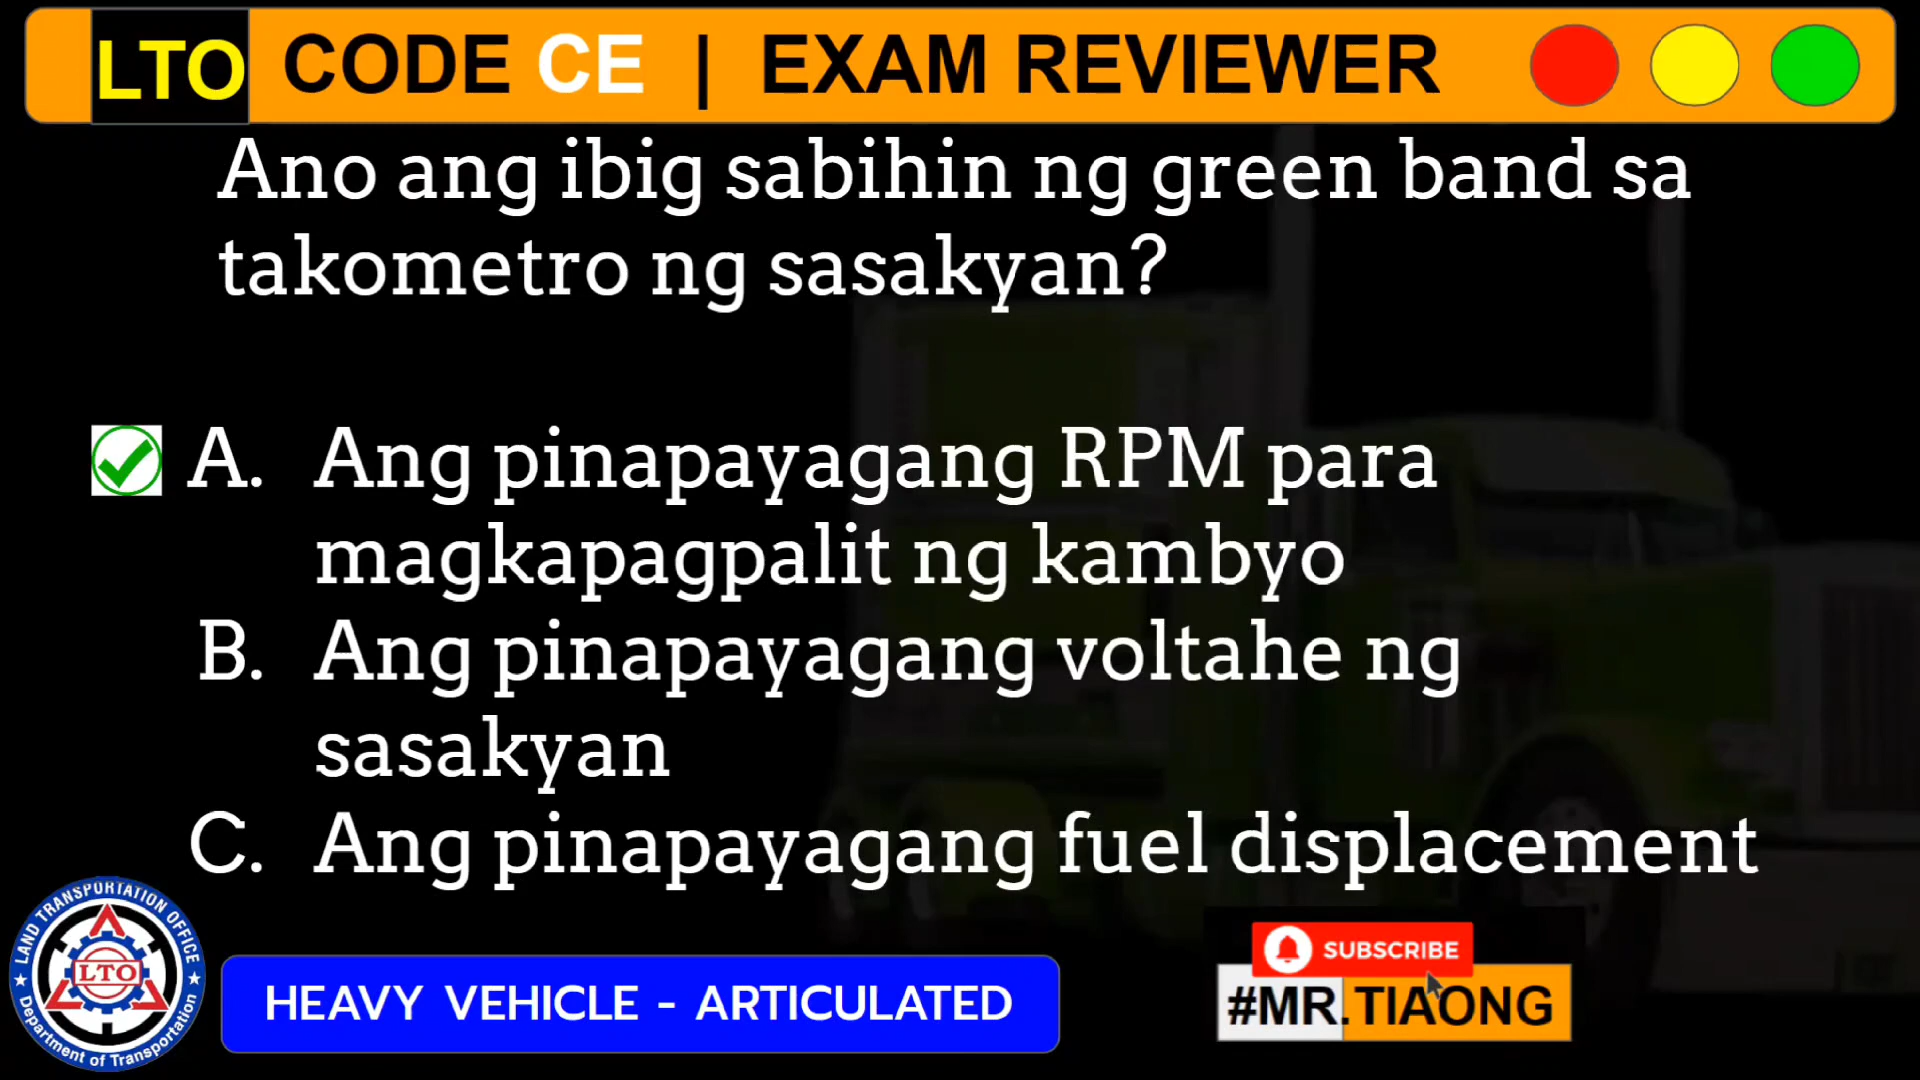 LTO CODE CE | EXAM REVIEWER
Ano ang ibig sabihin ng green band sa
takometro ng sasakyan?
A. Ang pinapayagang RPM para
magkapagpalit ng kambyo
B. Ang pinapayagang voltahe ng
sasakyan
C. Ang pinapayagang fuel displacement
LAND TRANSPORTATION OFFICE
LTO
Department of Transportation
HEAVY VEHICLE - ARTICULATED
SUBSCRIBE
#MR.TIAONG